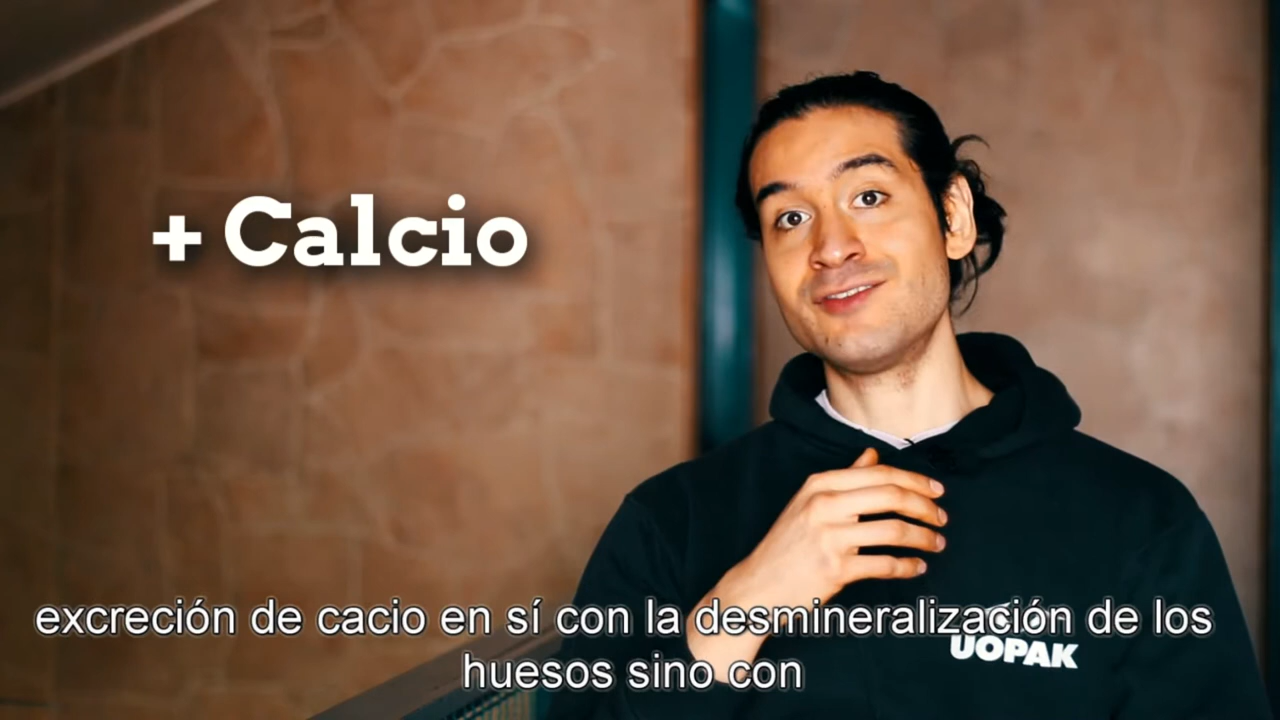 + Calcio
excreción de cacio en sí con la desmineralización de los
huesos sino con
UOPAK